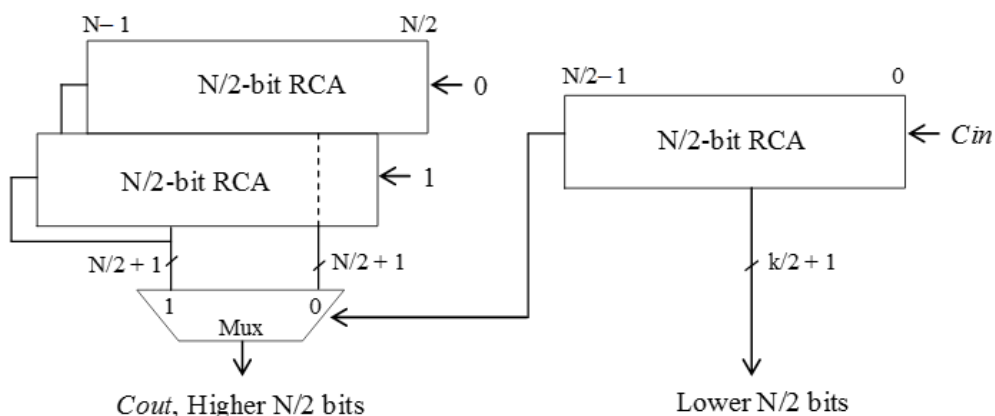 N–1 N/2
N/2-bit RCA
0
N/2–1 0
N/2-bit RCA
Cin
N/2-bit RCA
1
N/2 + 1 N/2 + 1
k/2 + 1
1 0
Mux
Cout, Higher N/2 bits
Lower N/2 bits